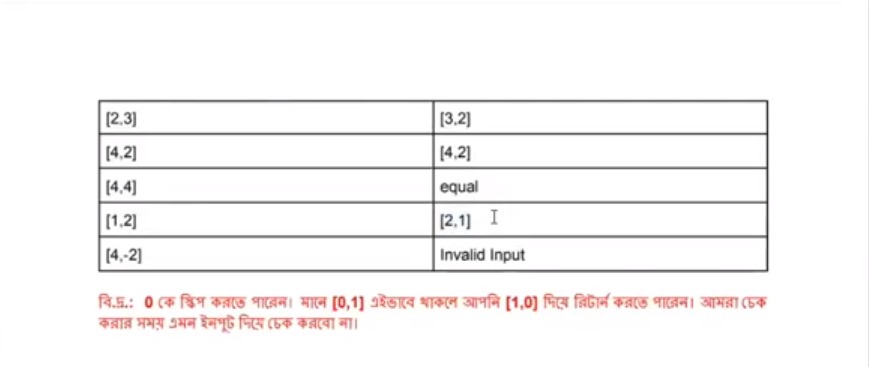 [2,3] [3,2]
[4,2] [4,2]
[4,4] equal
[1,2] [2,1]
[4,-2] Invalid Input
বি.দ্র.: 0 কে স্কিপ করতে পারেন। মানে [0,1] এইভাবে থাকলে আপনি [1,0] দিয়ে রিটার্ন করতে পারেন। আমরা চেক
করার সময় এমন ইনপুট দিয়ে চেক করবো না।